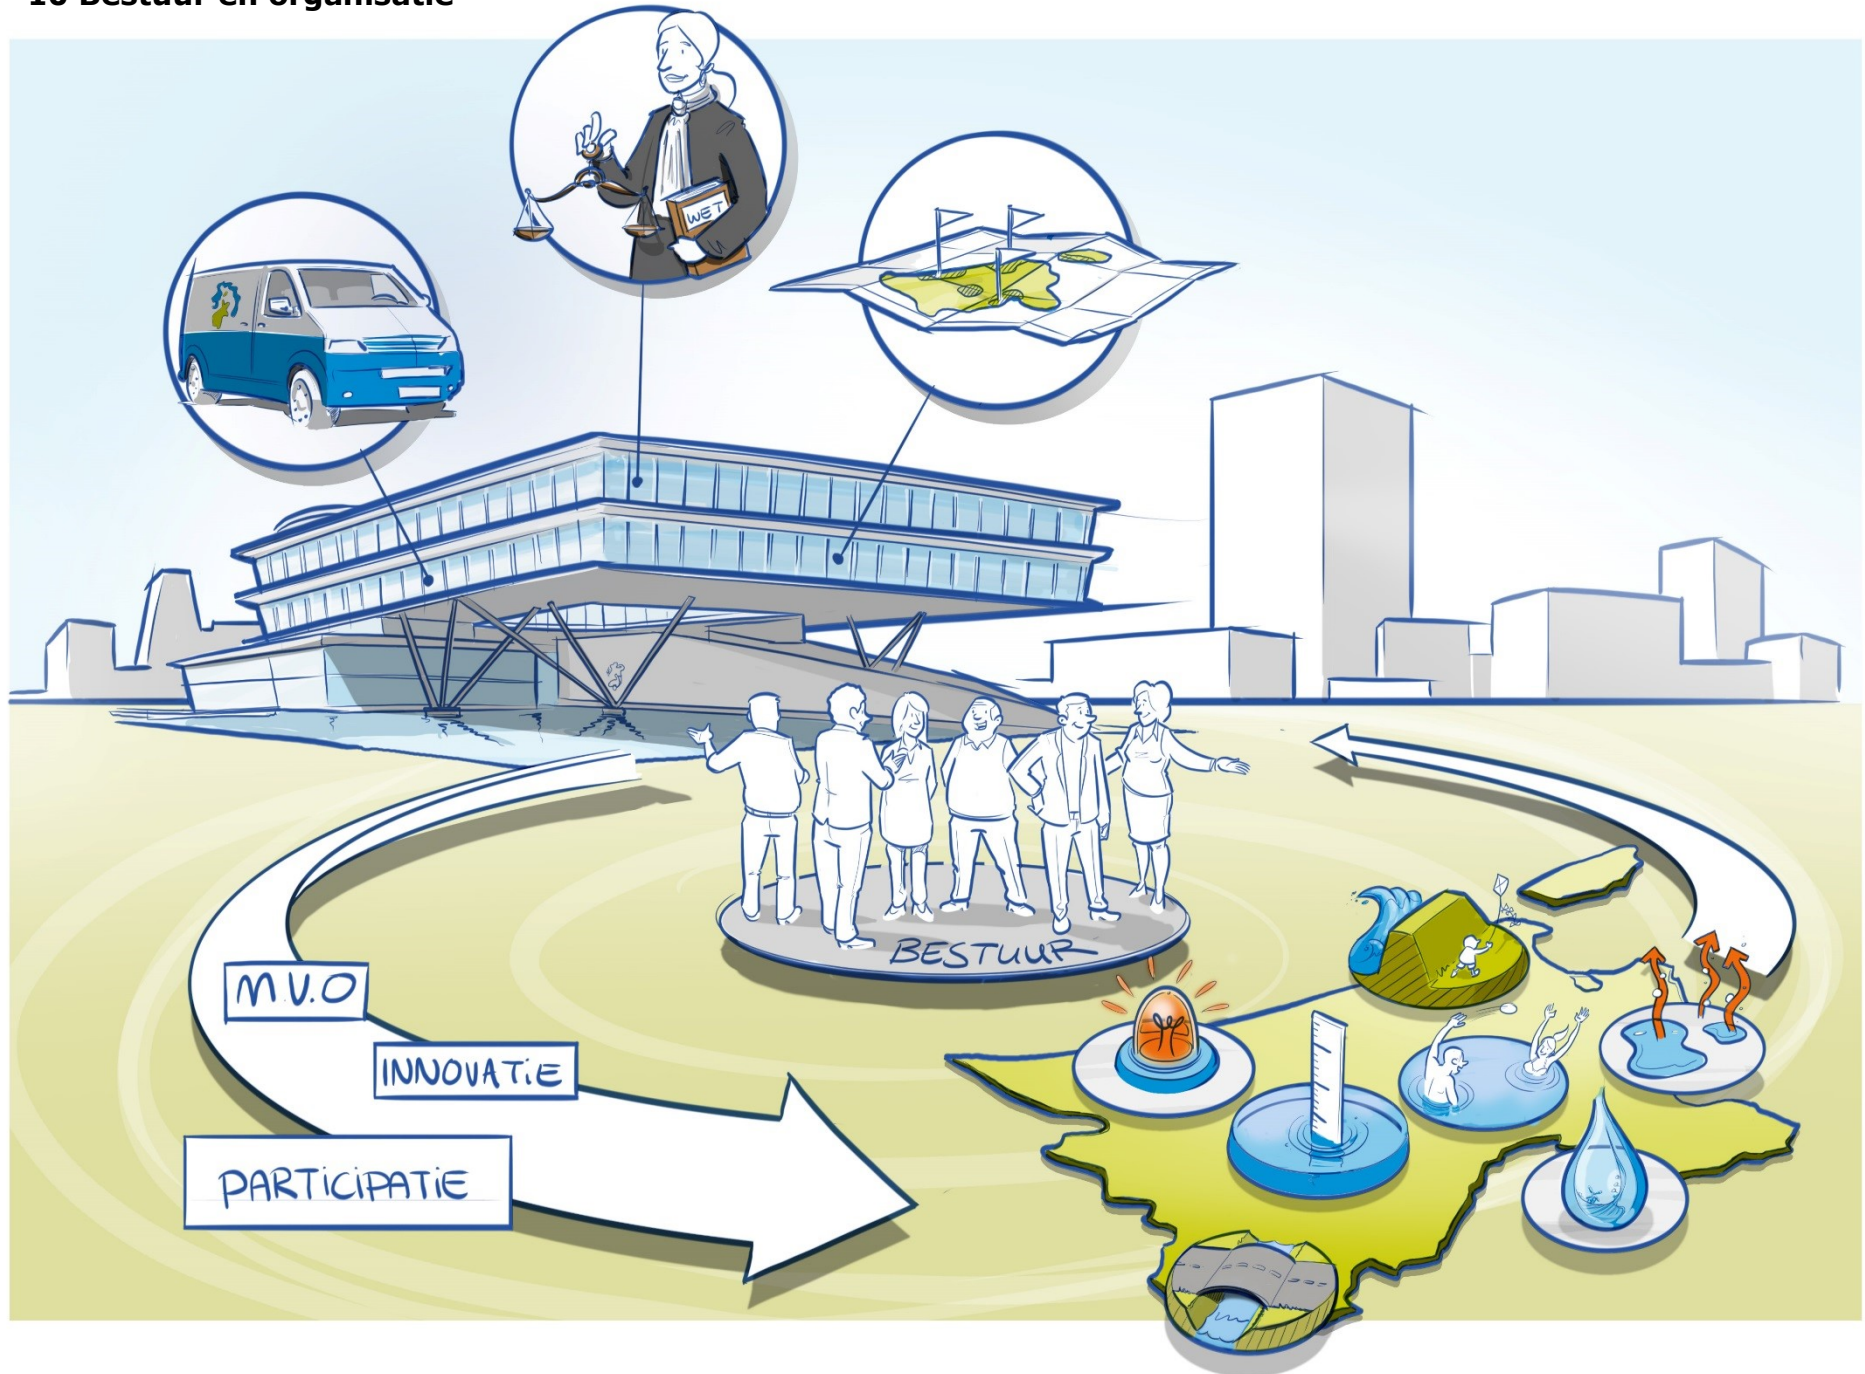 10 Bestuur en organisatie
WET
BESTUUR
M.V.O
INNOVATIE
PARTICIPATIE